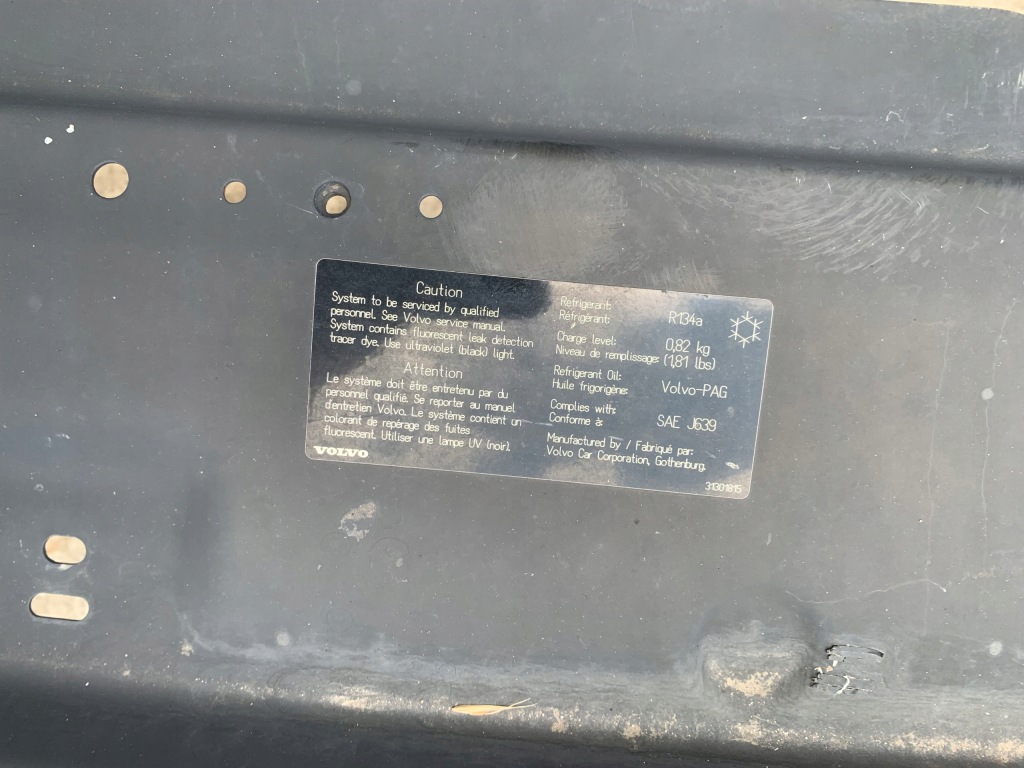 Caution
System to be serviced by qualified
personnel. See Volvo service manual.
System contains fluorescent leak detection
tracer dye. Use ultraviolet (black) light.
Attention
Le système doit être entretenu par du
personnel qualifié. Se reporter au manuel
d'entretien Volvo. Le système contient un
colorant de repérage des fuites
fluorescent. Utiliser une lampe UV (noir).
VOLVO
Refrigerant:
Réfrigérant: R134a
Charge level: 0,82 kg
Niveau de remplissage: (1,81 lbs)
Refrigerant Oil:
Huile frigorigène: Volvo-PAG
Complies with:
Conforme à: SAE J639
Manufactured by / Fabriqué par:
Volvo Car Corporation, Gothenburg.
31301815